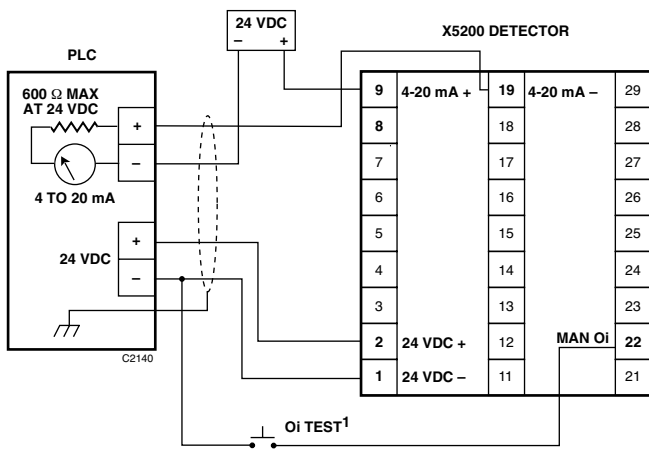 24 VDC
– +
PLC
X5200 DETECTOR
600 Ω MAX
AT 24 VDC
+
–
4 TO 20 mA
24 VDC
+
–
C2140
9 4-20 mA + 19 4-20 mA – 29
8 18 28
7 17 27
6 16 26
5 15 25
4 14 24
3 13 23
2 24 VDC + 12 MAN Oi 22
1 24 VDC – 11 21
Oi TEST1